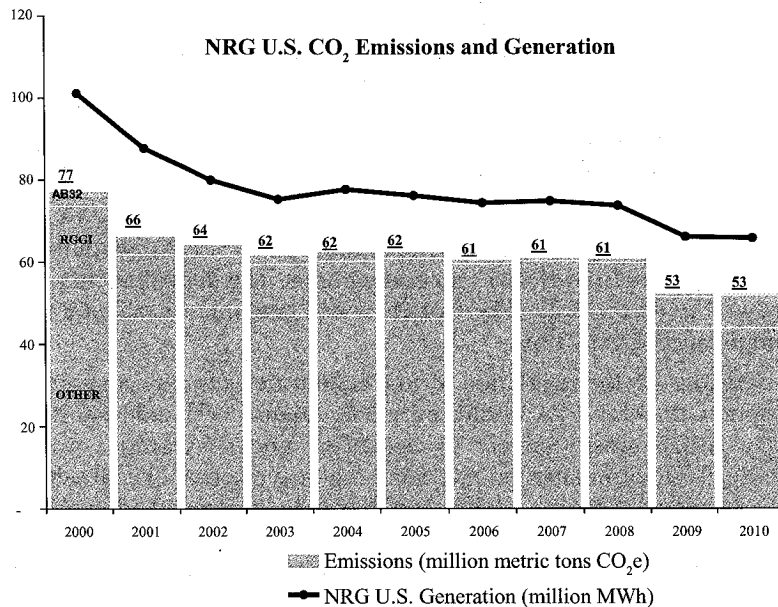 NRG U.S. CO₂ Emissions and Generation
120
100
80
60
40
20
-
77
AB32
RGGI
OTHER
66
64
62
62
62
61
61
61
53
53
2000 2001 2002 2003 2004 2005 2006 2007 2008 2009 2010
Emissions (million metric tons CO₂e)
NRG U.S. Generation (million MWh)